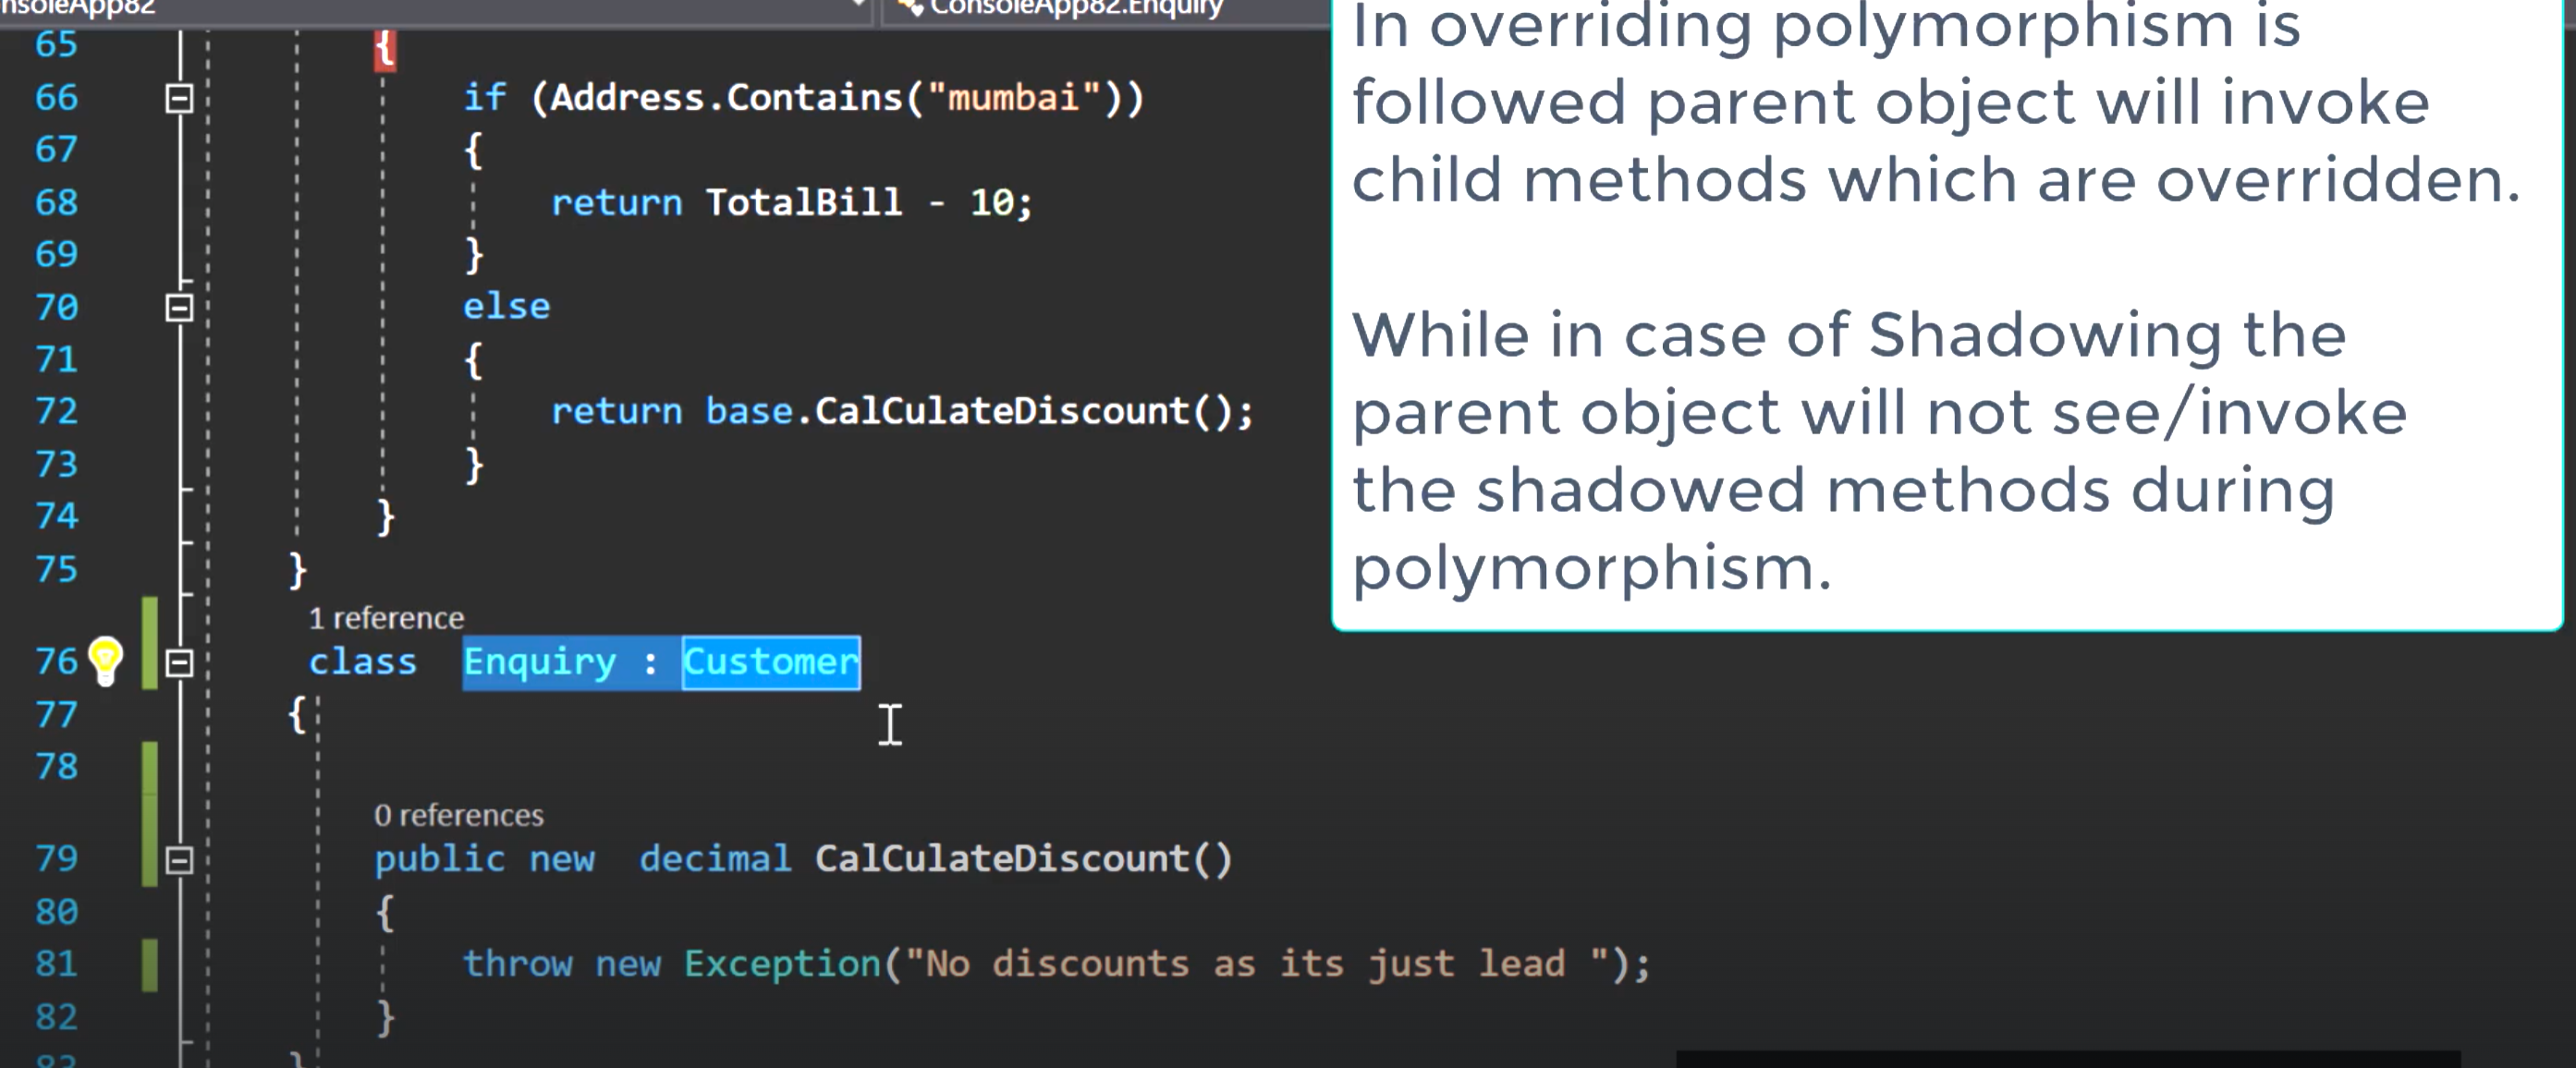 nsoleApp82
ConsoleApp82.Enquiry
65 {
66 if (Address.Contains("mumbai"))
67 {
68 return TotalBill - 10;
69 }
70 else
71 {
72 return base.CalCulateDiscount();
73 }
74 }
75 }
1 reference
76 class Enquiry : Customer
77 {
78
0 references
79 public new decimal CalCulateDiscount()
80 {
81 throw new Exception("No discounts as its just lead ");
82 }
83 }
In overriding polymorphism is
followed parent object will invoke
child methods which are overridden.
While in case of Shadowing the
parent object will not see/invoke
the shadowed methods during
polymorphism.